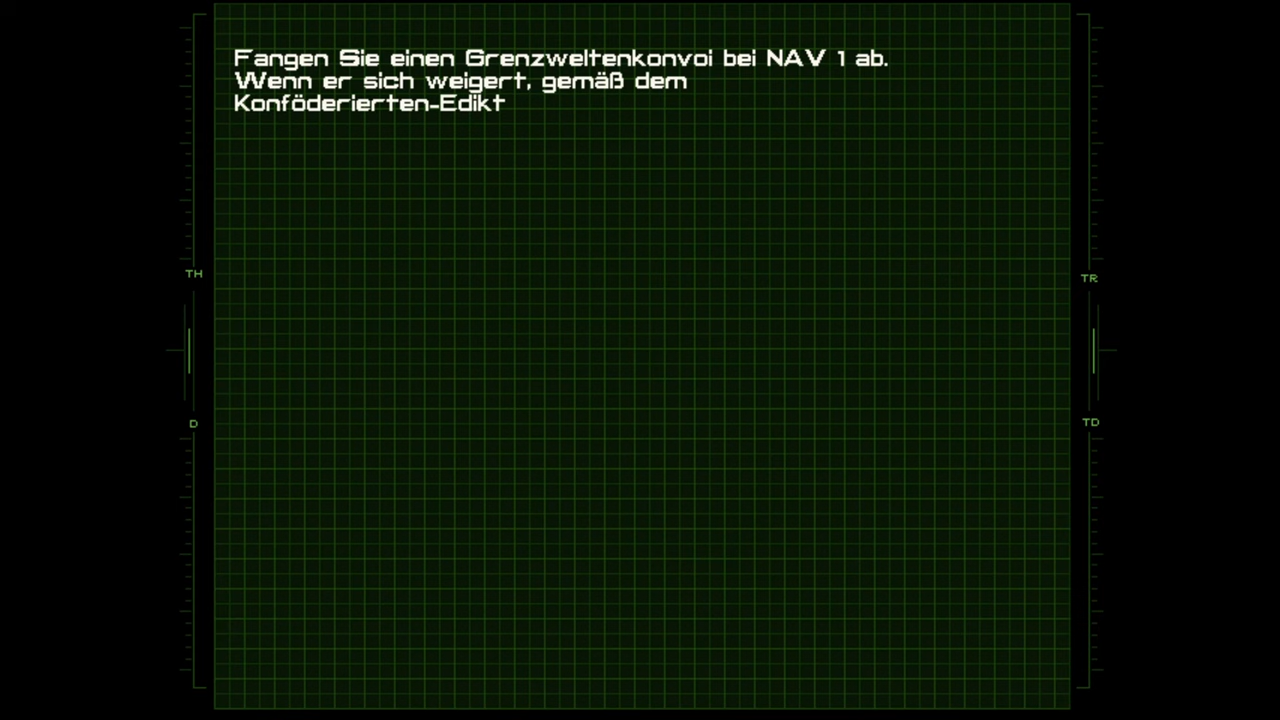 Fangen Sie einen Grenzweltenkonvoi bei NAV 1 ab.
Wenn er sich weigert, gemäß dem
Konföderierten-Edikt
TH
TR
D
TD